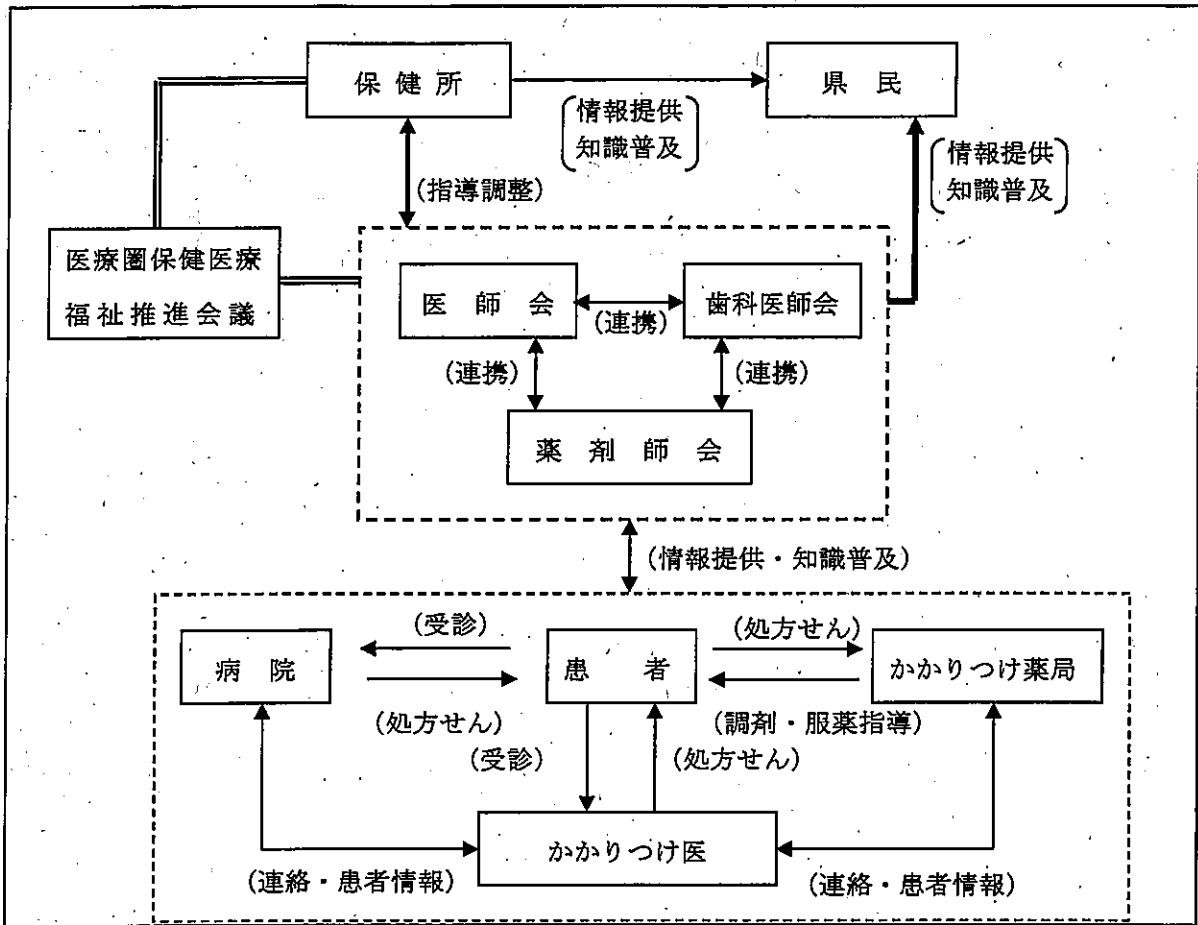 保健所
県民
情報提供
知識普及
情報提供
知識普及
(指導調整)
医療圏保健医療
福祉推進会議
医師会
歯科医師会
(連携)
(連携)
(連携)
薬剤師会
(情報提供・知識普及)
(受診)
(処方せん)
病院
患者
かかりつけ薬局
(処方せん)
(調剤・服薬指導)
(受診)
(処方せん)
かかりつけ医
(連絡・患者情報)
(連絡・患者情報)